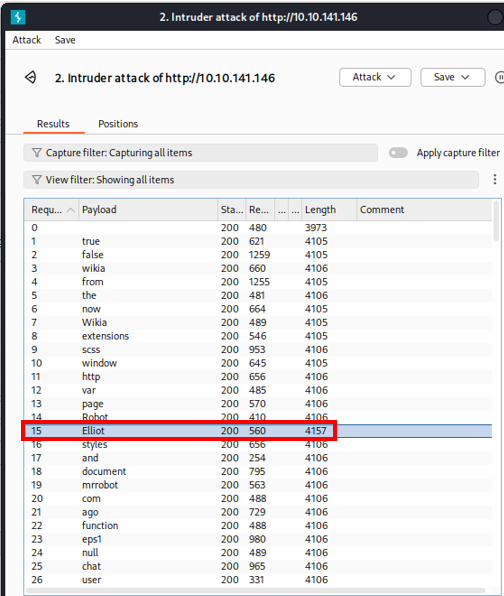 2. Intruder attack of http://10.10.141.146
Attack Save
2. Intruder attack of http://10.10.141.146 Attack Save
Results Positions
Capture filter: Capturing all items Apply capture filter
View filter: Showing all items
Requ... Payload Sta... Re... ... ... Length Comment
0 200 480 3973
1 true 200 621 4105
2 false 200 1259 4105
3 wikia 200 660 4106
4 from 200 1255 4105
5 the 200 481 4106
6 now 200 664 4105
7 Wikia 200 489 4105
8 extensions 200 546 4105
9 scss 200 953 4106
10 window 200 645 4105
11 http 200 656 4106
12 var 200 485 4106
13 page 200 570 4106
14 Robot 200 410 4106
15 Elliot 200 560 4157
16 styles 200 656 4106
17 and 200 254 4106
18 document 200 795 4106
19 mrrobot 200 563 4106
20 com 200 488 4106
21 ago 200 729 4106
22 function 200 488 4106
23 eps1 200 980 4106
24 null 200 489 4106
25 chat 200 965 4106
26 user 200 331 4106